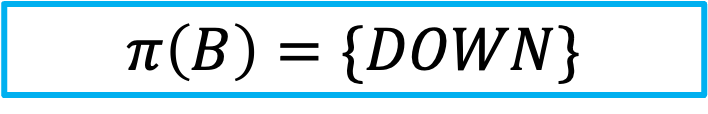 π(B) = {DOWN}